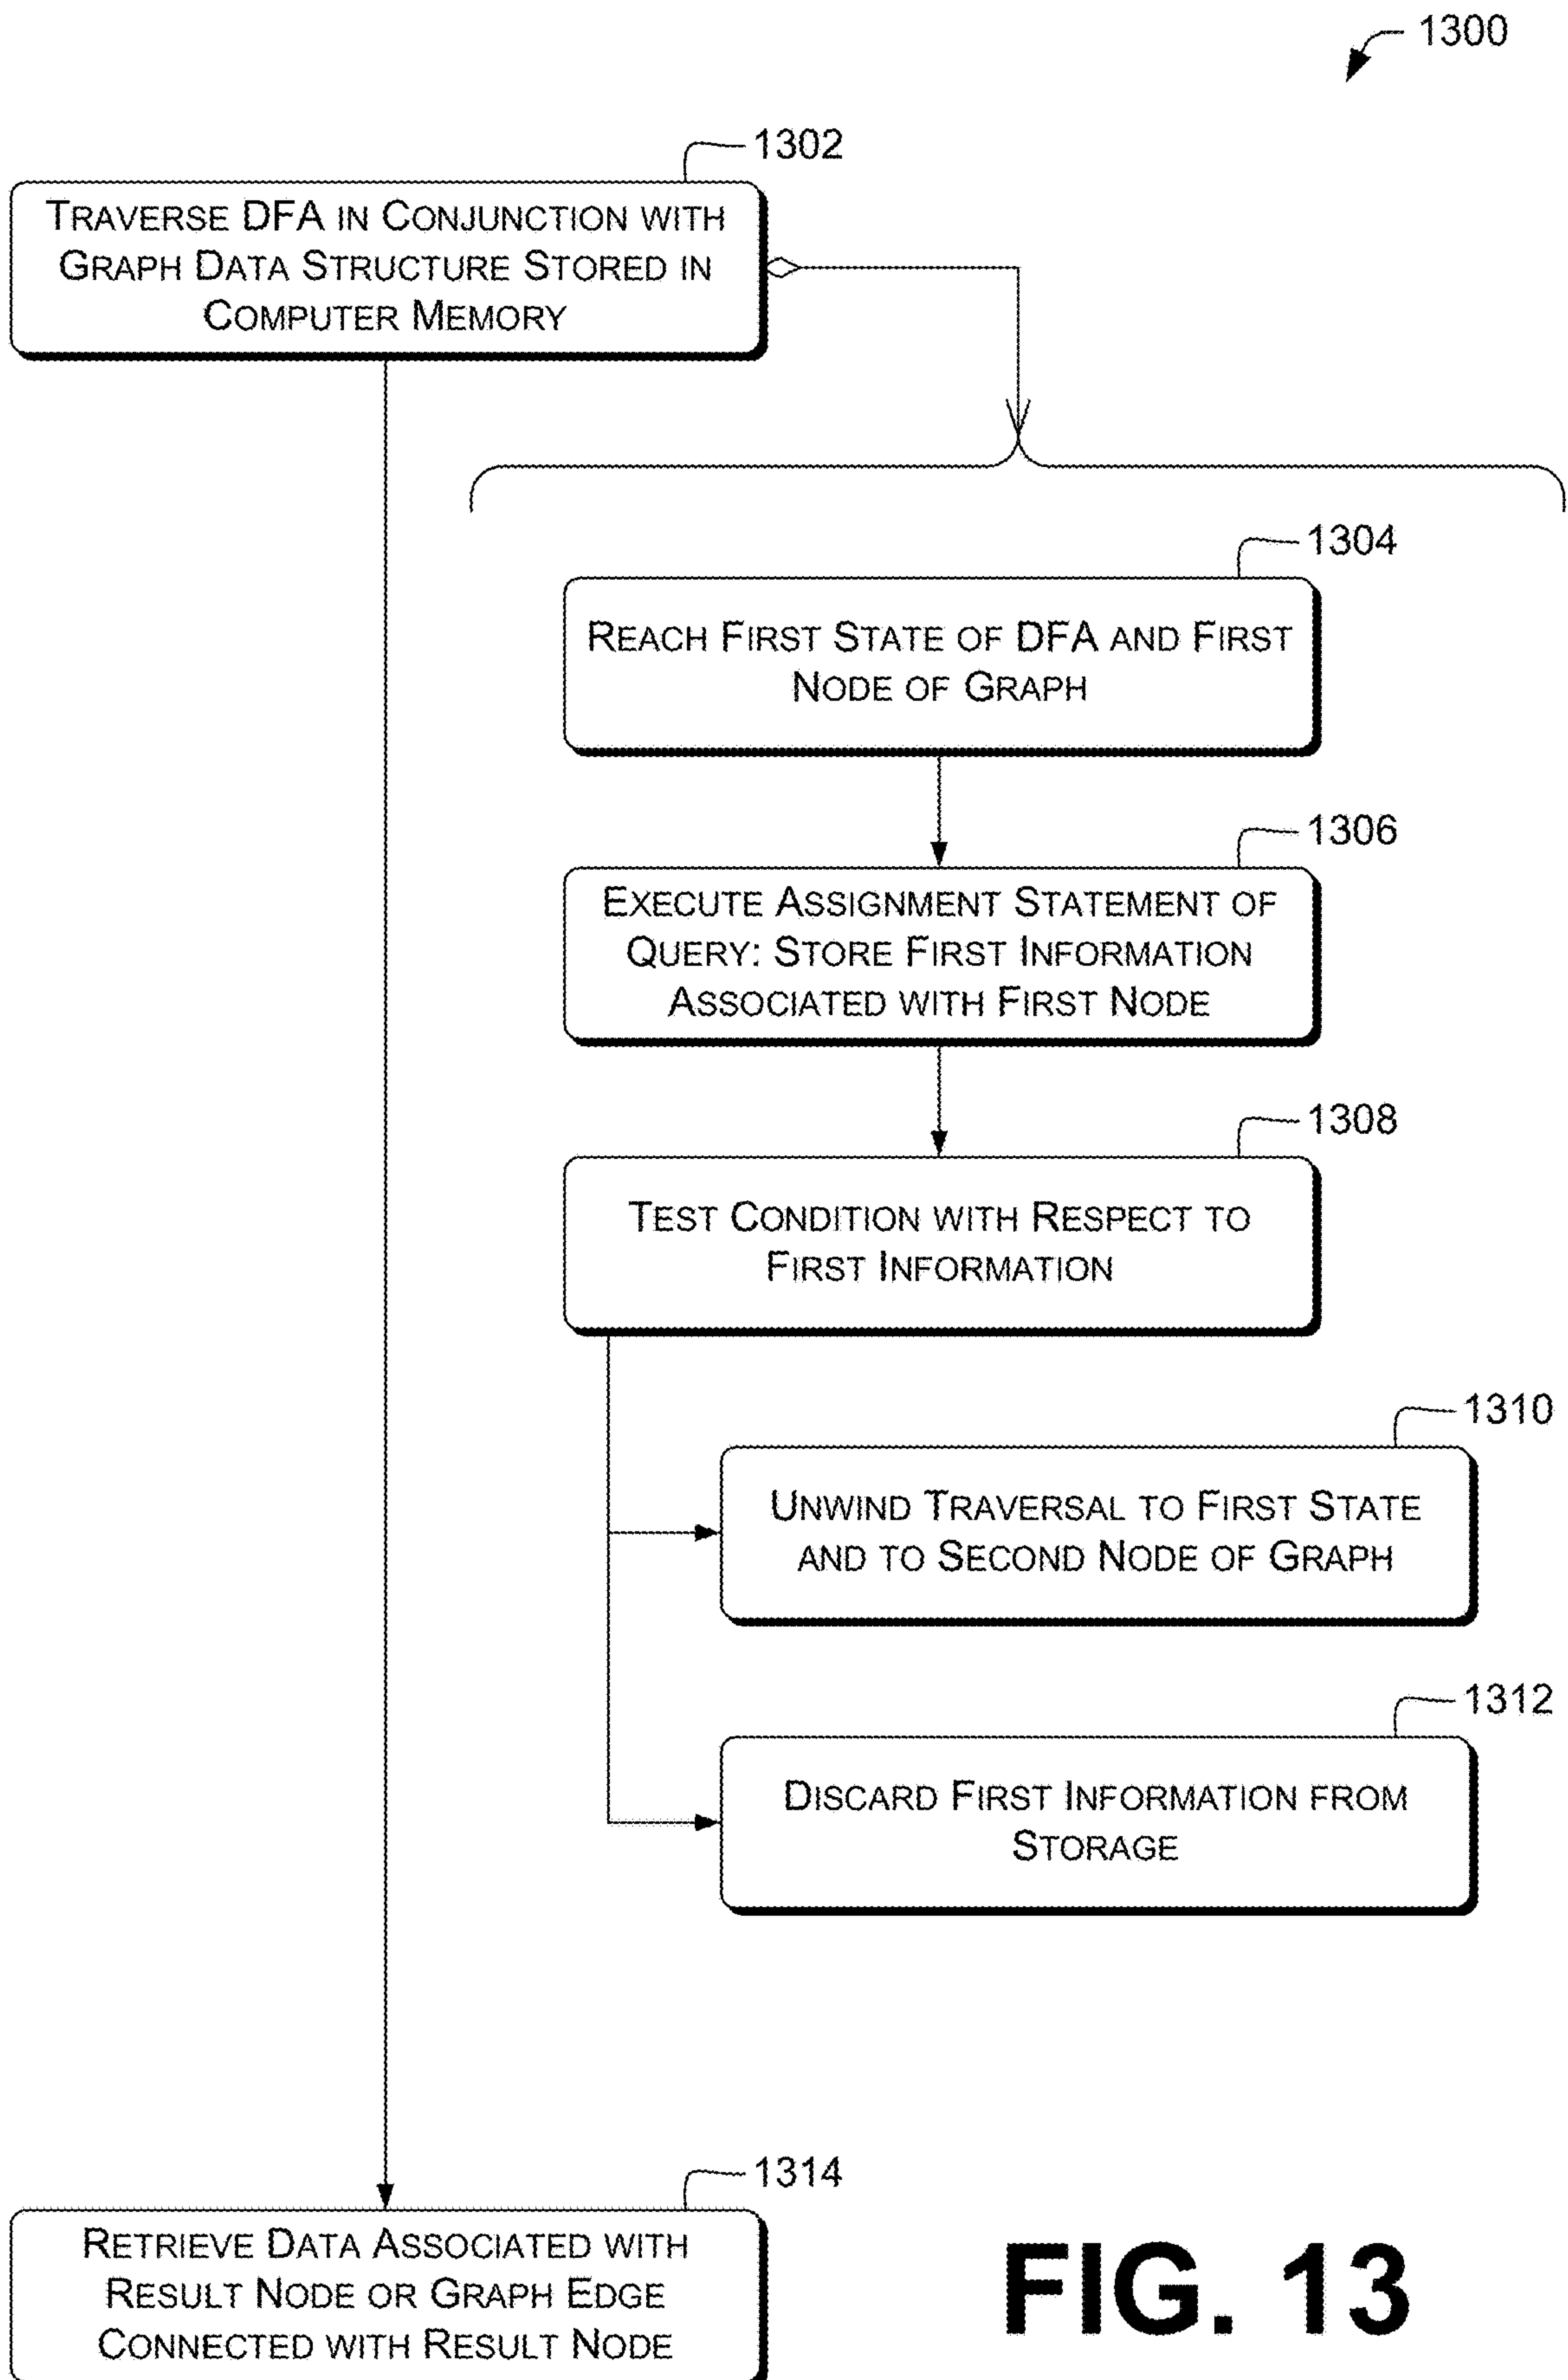 1300
1302
TRAVERSE DFA IN CONJUNCTION WITH
GRAPH DATA STRUCTURE STORED IN
COMPUTER MEMORY
1304
REACH FIRST STATE OF DFA AND FIRST
NODE OF GRAPH
1306
EXECUTE ASSIGNMENT STATEMENT OF
QUERY: STORE FIRST INFORMATION
ASSOCIATED WITH FIRST NODE
1308
TEST CONDITION WITH RESPECT TO
FIRST INFORMATION
1310
UNWIND TRAVERSAL TO FIRST STATE
AND TO SECOND NODE OF GRAPH
1312
DISCARD FIRST INFORMATION FROM
STORAGE
1314
RETRIEVE DATA ASSOCIATED WITH
RESULT NODE OR GRAPH EDGE
CONNECTED WITH RESULT NODE
FIG. 13